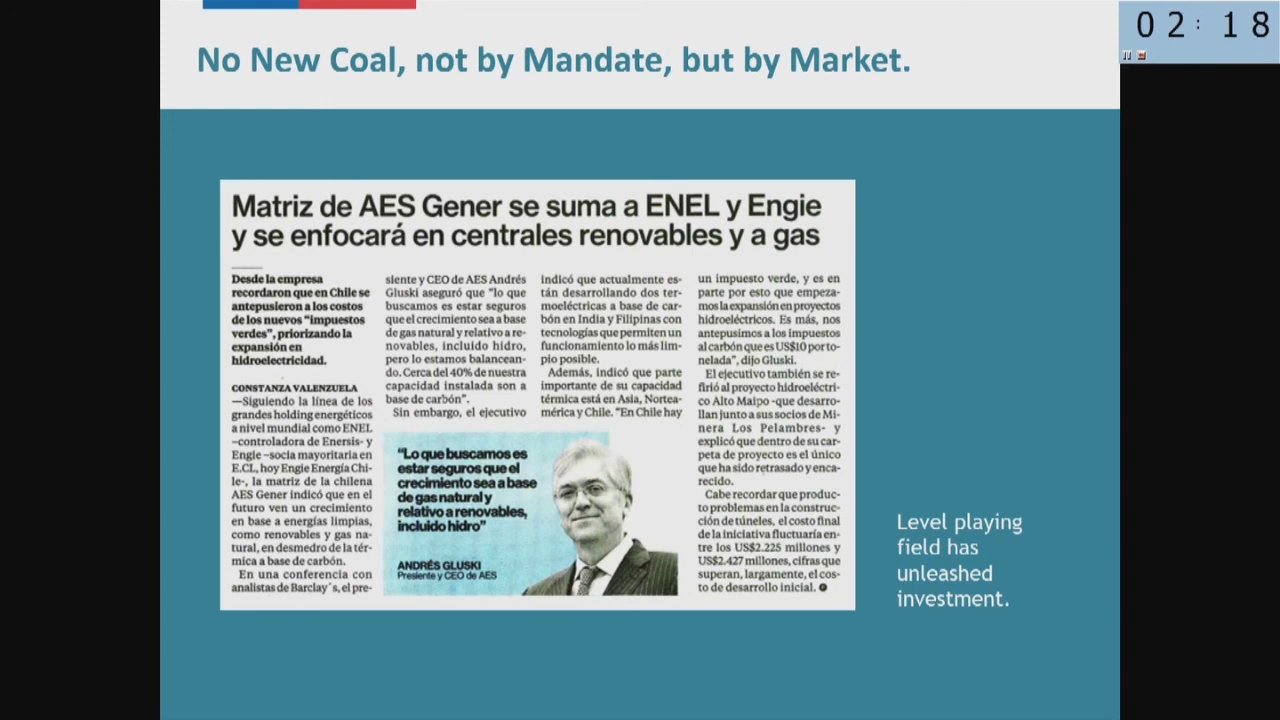 02:18
No New Coal, not by Mandate, but by Market.
Matriz de AES Gener se suma a ENEL y Engie
y se enfocará en centrales renovables y a gas
Desde la empresa
recordaron que en Chile se
antepusieron a los costos
de los nuevos "impuestos
verdes", priorizando la
expansión en
hidroelectricidad.
CONSTANZA VALENZUELA
—Siguiendo la línea de los
grandes holding energéticos
a nivel mundial como ENEL
–controladora de Enersis- y
Engie –socia mayoritaria en
E.CL, hoy Engie Energía Chi-
le-, la matriz de la chilena
AES Gener indicó que en el
futuro ven un crecimiento
en base a energías limpias,
como renovables y gas na-
tural, en desmedro de la tér-
mica a base de carbón.
En una conferencia con
analistas de Barclay´s, el pre-
siente y CEO de AES Andrés
Gluski aseguró que "lo que
buscamos es estar seguros
que el crecimiento sea a base
de gas natural y relativo a re-
novables, incluido hidro,
pero lo estamos balancean-
do. Cerca del 40% de nuestra
capacidad instalada son a
base de carbón".
Sin embargo, el ejecutivo
indicó que actualmente es-
tán desarrollando dos ter-
moeléctricas a base de car-
bón en India y Filipinas con
tecnologías que permiten un
funcionamiento lo más lim-
pio posible.
Además, indicó que parte
importante de su capacidad
térmica está en Asia, Nortea-
mérica y Chile. "En Chile hay
un impuesto verde, y es en
parte por esto que empeza-
mos la expansión en proyectos
hidroeléctricos. Es más, nos
antepusimos a los impuestos
al carbón que es US$10 por to-
nelada", dijo Gluski.
El ejecutivo también se re-
firió al proyecto hidroeléctri-
co Alto Maipo -que desarro-
llan junto a sus socios de Mi-
nera Los Pelambres- y
explicó que dentro de su car-
peta de proyecto es el único
que ha sido retrasado y enca-
recido.
Cabe recordar que produc-
to problemas en la construc-
ción de túneles, el costo final
de la iniciativa fluctuaría en-
tre los US$2.225 millones y
US$2.427 millones, cifras que
superan, largamente, el cos-
to de desarrollo inicial.
"Lo que buscamos es
estar seguros que el
crecimiento sea a base
de gas natural y
relativo a renovables,
incluido hidro"
ANDRÉS GLUSKI
Presiente y CEO de AES
Level playing
field has
unleashed
investment.